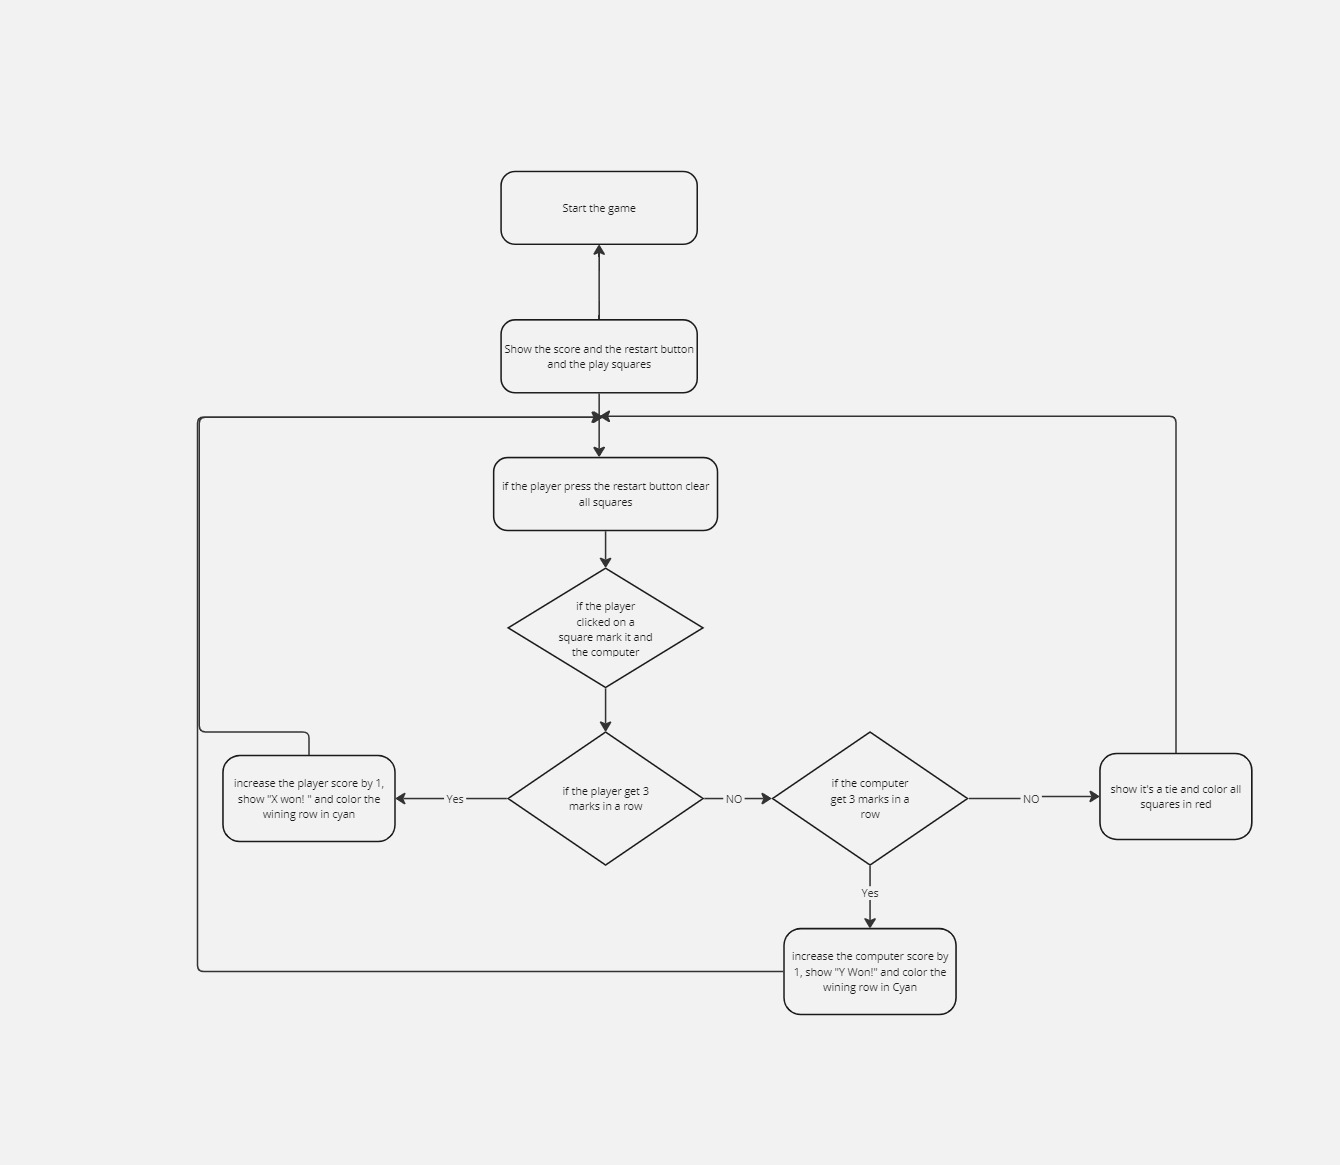 Start the game
Show the score and the restart button
and the play squares
if the player press the restart button clear
all squares
if the player
clicked on a
square mark it and
the computer
increase the player score by 1,
show "X won! " and color the
wining row in cyan
Yes
if the player get 3
marks in a row
NO
if the computer
get 3 marks in a
row
NO
show it's a tie and color all
squares in red
Yes
increase the computer score by
1, show "Y Won!" and color the
wining row in Cyan